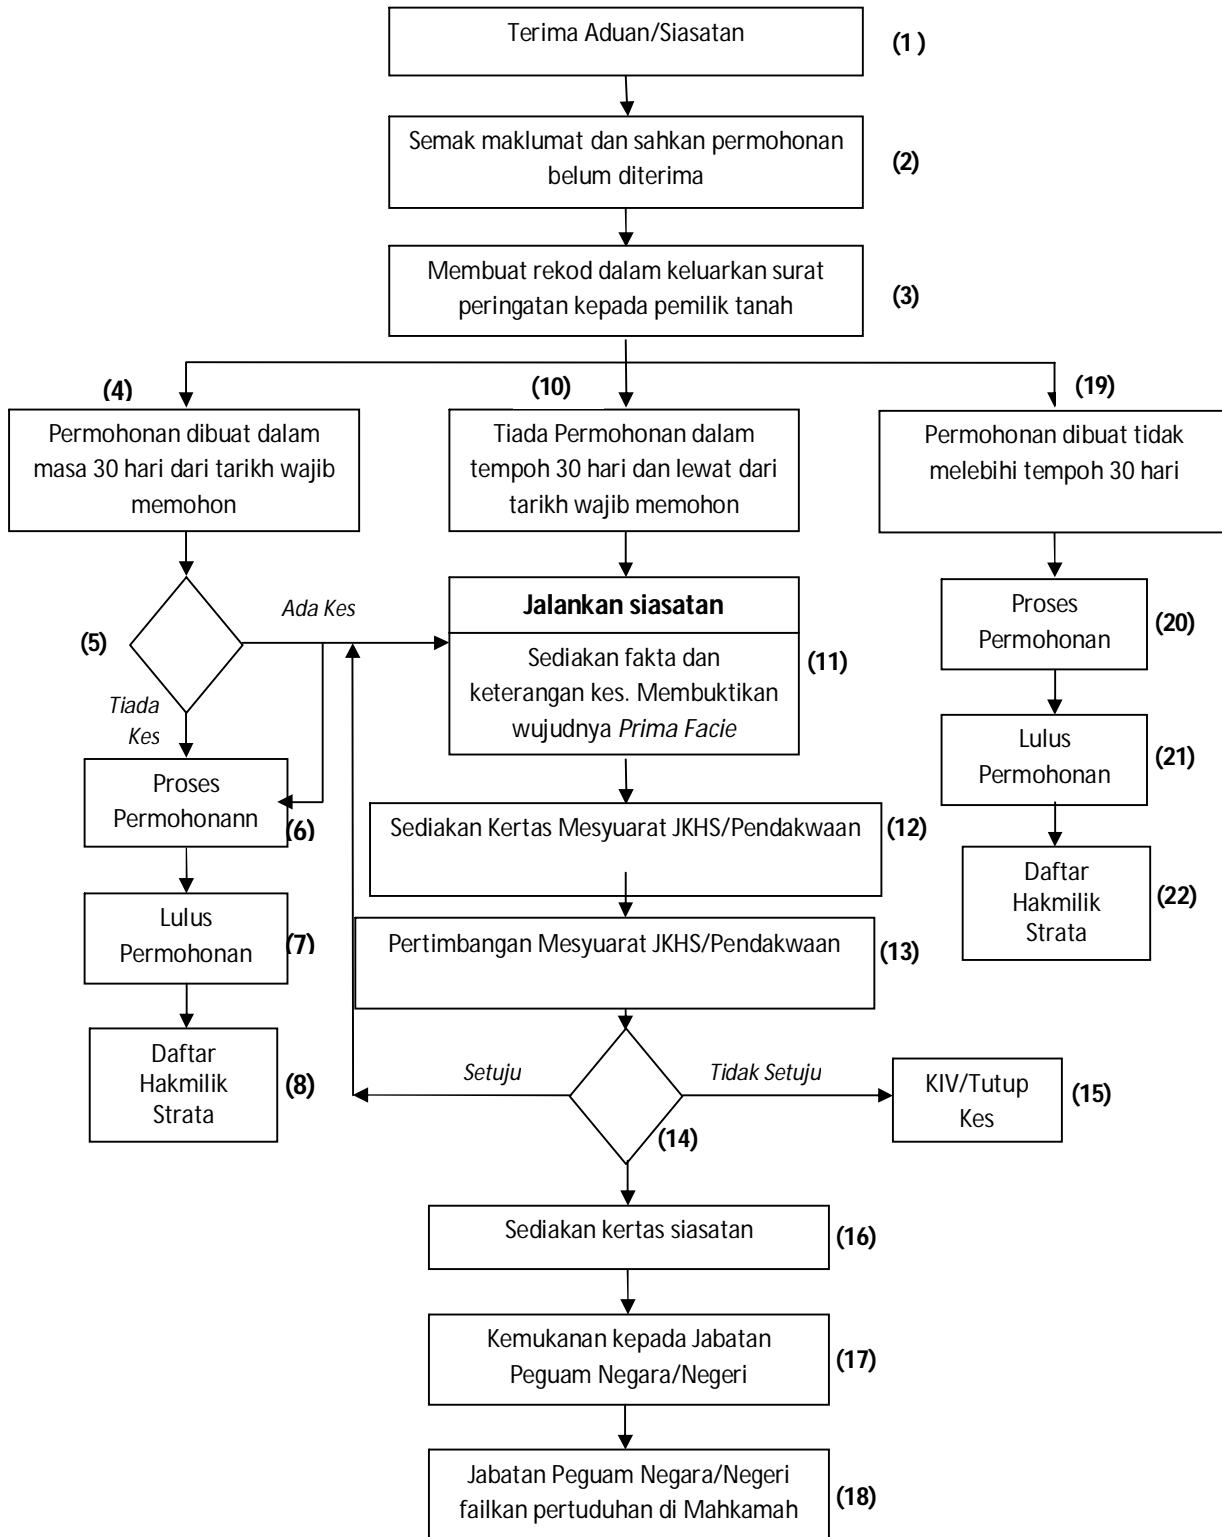 Terima Aduan/Siasatan
(1)
Semak maklumat dan sahkan permohonan
belum diterima
(2)
Membuat rekod dalam keluarkan surat
peringatan kepada pemilik tanah
(3)
(4)
Permohonan dibuat dalam
masa 30 hari dari tarikh wajib
memohon
(10)
Tiada Permohonan dalam
tempoh 30 hari dan lewat dari
tarikh wajib memohon
(19)
Permohonan dibuat tidak
melebihi tempoh 30 hari
(5)
Ada Kes
Tiada
Kes
Jalankan siasatan
Sediakan fakta dan
keterangan kes. Membuktikan
wujudnya Prima Facie
(11)
Proses
Permohonan
(20)
Proses
Permohonann
(6)
Lulus
Permohonan
(21)
Sediakan Kertas Mesyuarat JKHS/Pendakwaan
(12)
Lulus
Permohonan
(7)
Pertimbangan Mesyuarat JKHS/Pendakwaan
(13)
Daftar
Hakmilik
Strata
(22)
Daftar
Hakmilik
Strata
(8)
Setuju
Tidak Setuju
(14)
KIV/Tutup
Kes
(15)
Sediakan kertas siasatan
(16)
Kemukanan kepada Jabatan
Peguam Negara/Negeri
(17)
Jabatan Peguam Negara/Negeri
failkan pertuduhan di Mahkamah
(18)